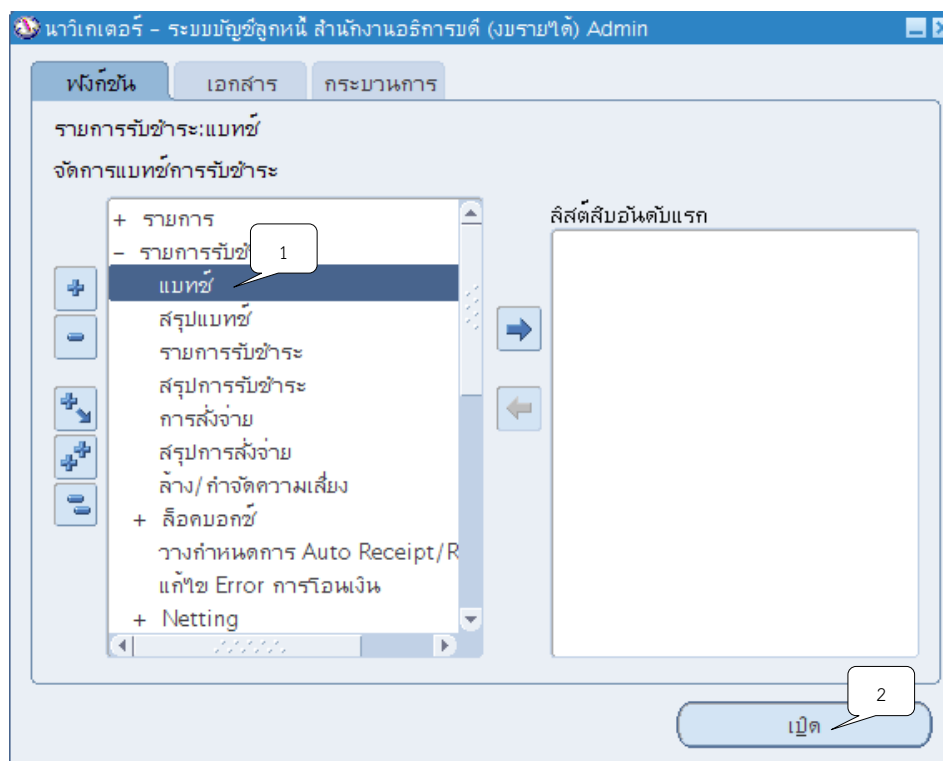 นาวิเกเตอร์ – ระบบบัญชีลูกหนี้ สำนักงานอธิการบดี (งบรายได้) Admin
ฟังก์ชัน เอกสาร กระบวนการ
รายการรับชำระ:แบทช์
จัดการแบทช์การรับชำระ
ลิสต์สิบอันดับแรก
+ รายการ
– รายการรับชำ
1
แบทช์
สรุปแบทช์
รายการรับชำระ
สรุปการรับชำระ
การสั่งจ่าย
สรุปการสั่งจ่าย
ล้าง/กำจัดความเสี่ยง
+ ล็อคบอกซ์
วางกำหนดการ Auto Receipt/R
แก้ไข Error การโอนเงิน
+ Netting
2
เปิด